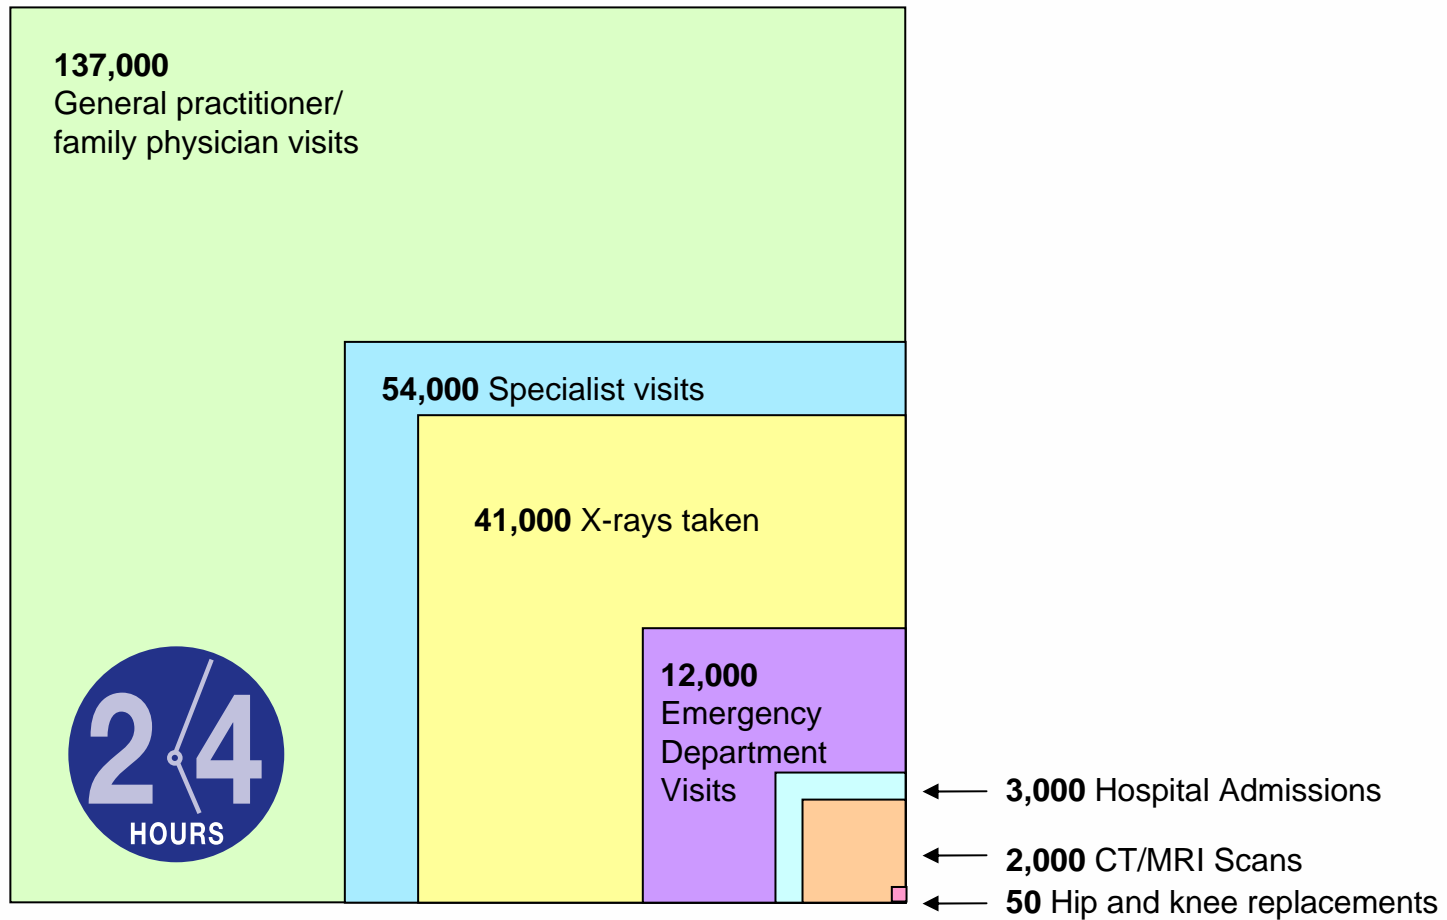 137,000
General practitioner/
family physician visits
54,000 Specialist visits
41,000 X-rays taken
12,000
Emergency
Department
Visits
3,000 Hospital Admissions
2,000 CT/MRI Scans
50 Hip and knee replacements
24
HOURS